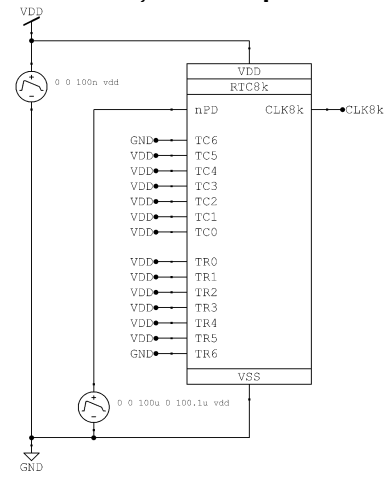 VDD
0 0 100n vdd
VDD
RTC8k
nPD CLK8k CLK8k
GND TC6
VDD TC5
VDD TC4
VDD TC3
VDD TC2
VDD TC1
VDD TC0
VDD TR0
VDD TR1
VDD TR2
VDD TR3
VDD TR4
VDD TR5
GND TR6
VSS
0 0 100u 0 100.1u vdd
GND